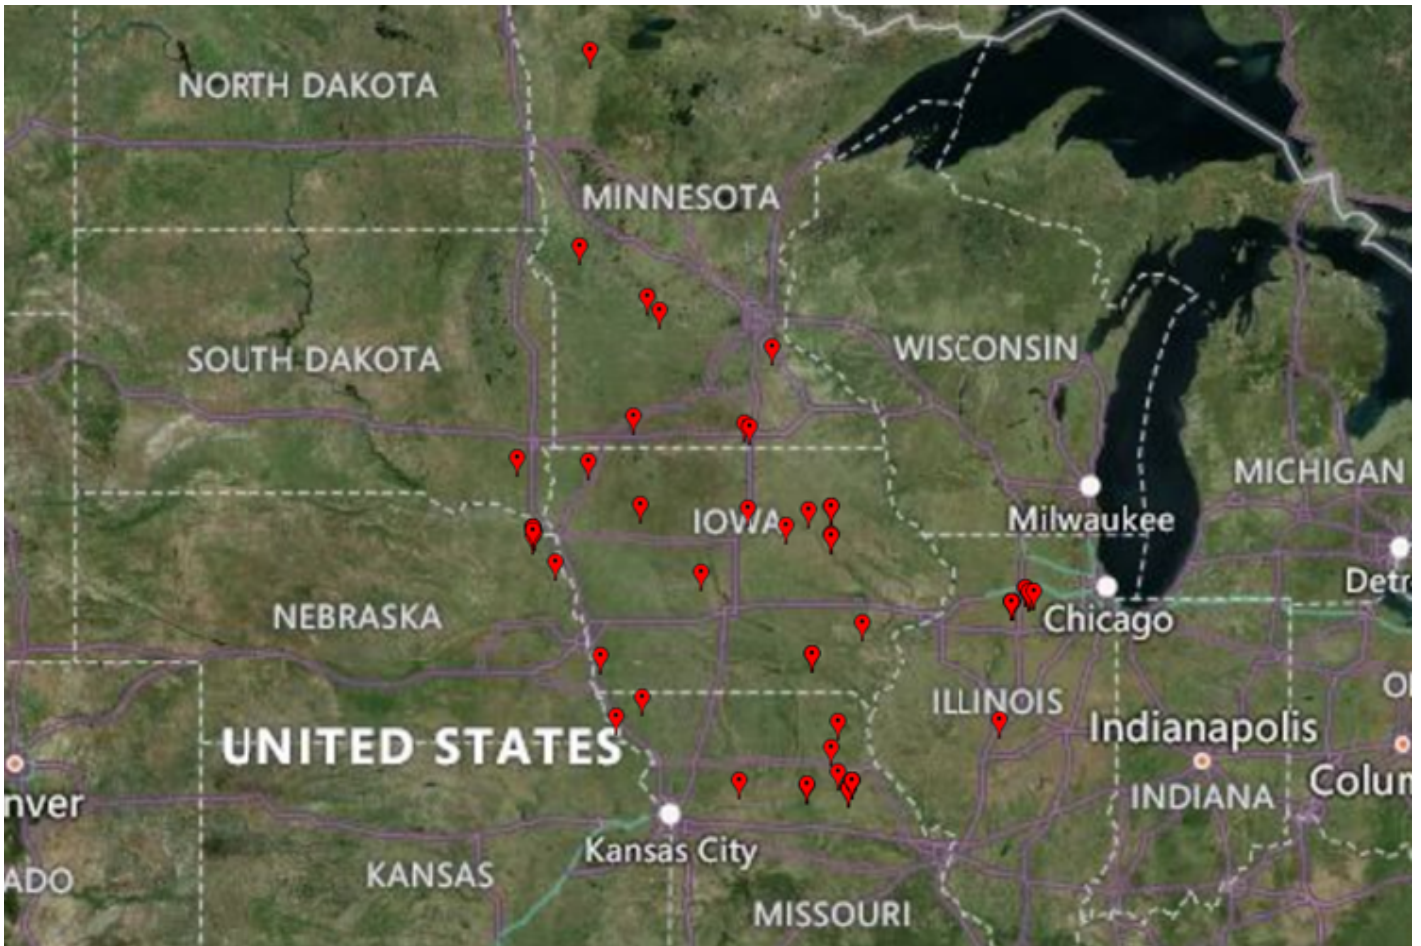 NORTH DAKOTA
MINNESOTA
SOUTH DAKOTA
WISCONSIN
MICHIGAN
IOWA
Milwaukee
Detr
NEBRASKA
Chicago
ILLINOIS
O
UNITED STATES
Indianapolis
nver
INDIANA
Colum
Kansas City
ADO
KANSAS
MISSOURI